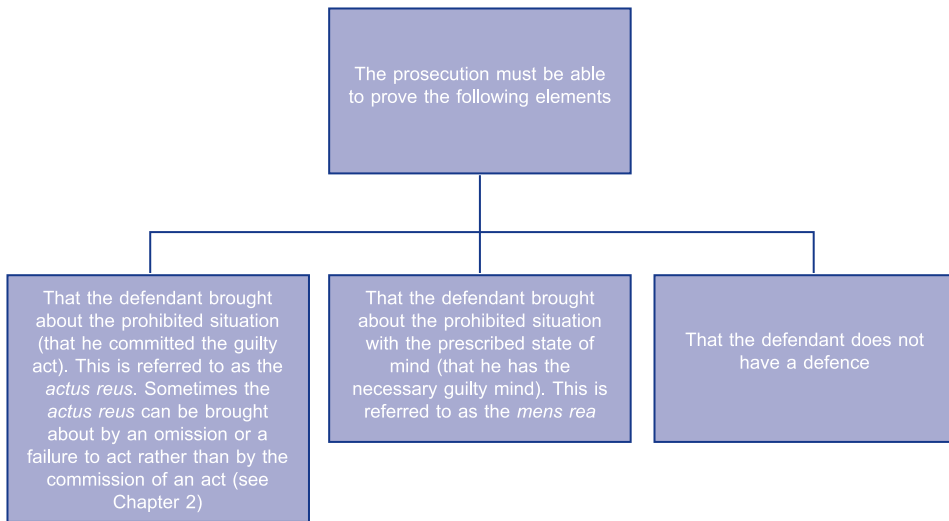 The prosecution must be able
to prove the following elements
That the defendant brought
about the prohibited situation
(that he committed the guilty
act). This is referred to as the
actus reus. Sometimes the
actus reus can be brought
about by an omission or a
failure to act rather than by the
commission of an act (see
Chapter 2)
That the defendant brought
about the prohibited situation
with the prescribed state of
mind (that he has the
necessary guilty mind). This is
referred to as the mens rea
That the defendant does not
have a defence